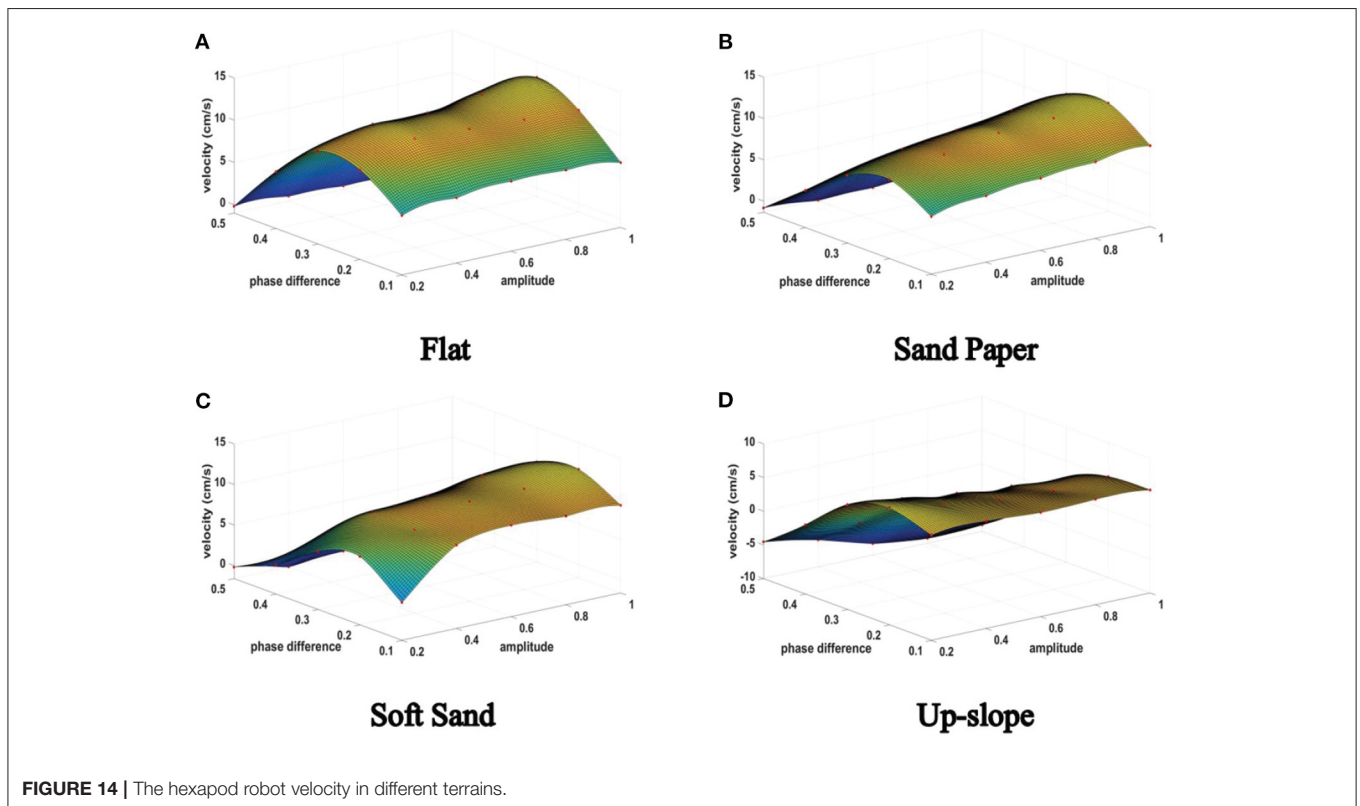 A
15
10
5
0
velocity (cm/s)
0.5
0.4
0.3
0.2
0.1
phase difference
0.2
0.4
0.6
0.8
1
amplitude
Flat
B
15
10
5
0
velocity (cm/s)
0.5
0.4
0.3
0.2
0.1
phase difference
0.2
0.4
0.6
0.8
1
amplitude
Sand Paper
C
15
10
5
0
velocity (cm/s)
0.5
0.4
0.3
0.2
0.1
phase difference
0.2
0.4
0.6
0.8
1
amplitude
Soft Sand
D
10
5
0
-5
-10
velocity (cm/s)
0.5
0.4
0.3
0.2
0.1
phase difference
0.2
0.4
0.6
0.8
1
amplitude
Up-slope
FIGURE 14 | The hexapod robot velocity in different terrains.